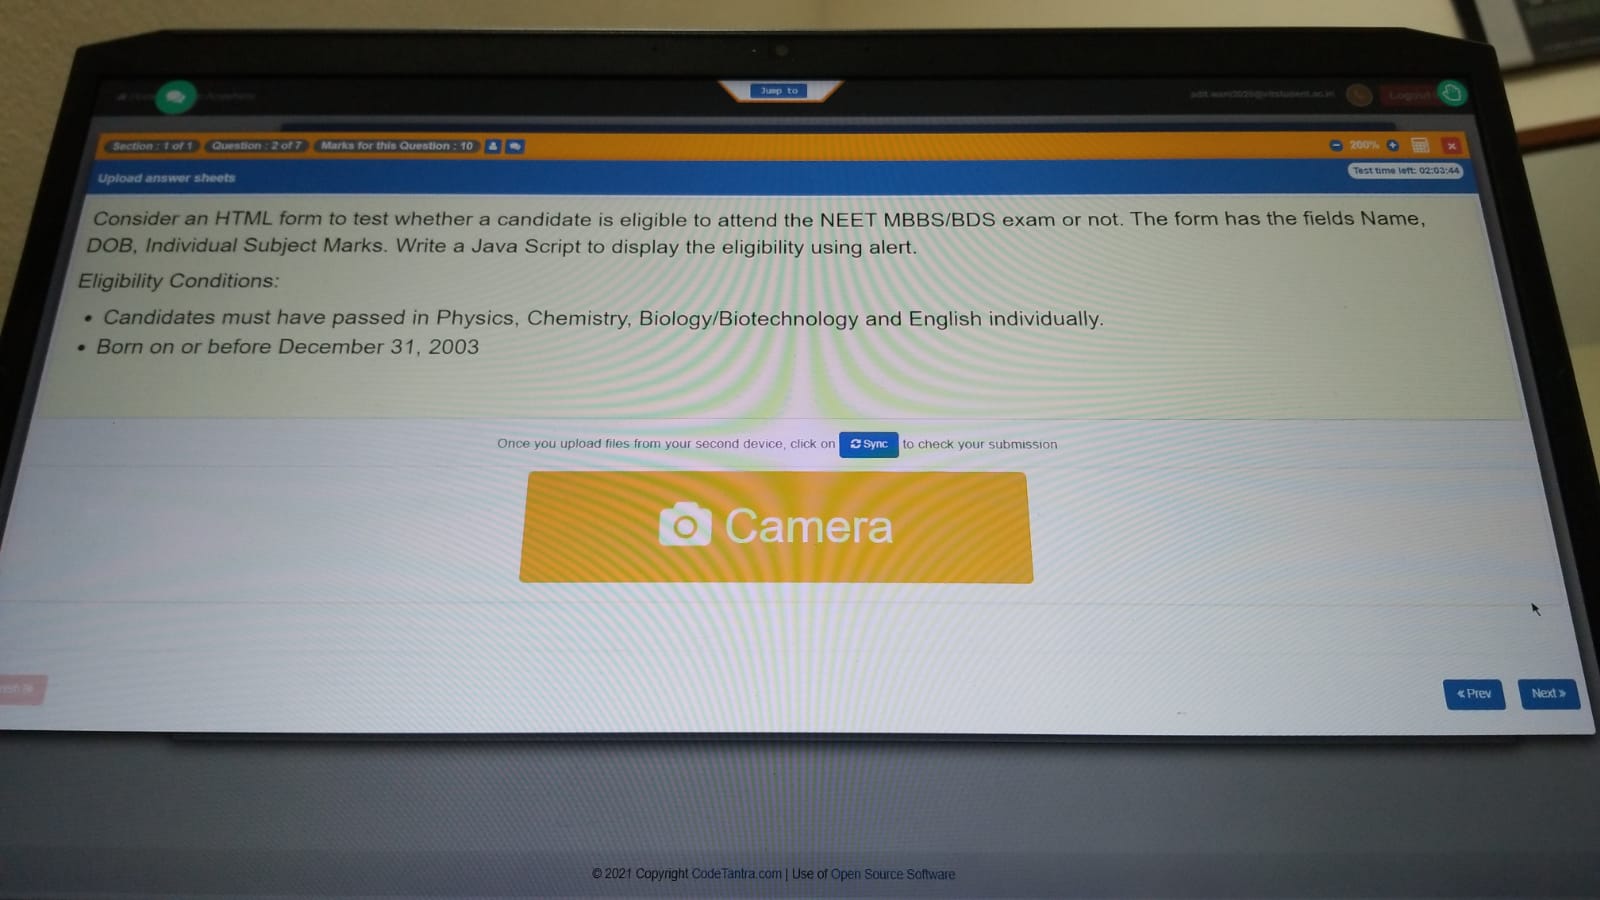 Jump to
Section : 1 of 1 Question : 2 of 7 Marks for this Question : 10 200%
Upload answer sheets Test time left: 02:03:44
Consider an HTML form to test whether a candidate is eligible to attend the NEET MBBS/BDS exam or not. The form has the fields Name,
DOB, Individual Subject Marks. Write a Java Script to display the eligibility using alert.
Eligibility Conditions:
• Candidates must have passed in Physics, Chemistry, Biology/Biotechnology and English individually.
• Born on or before December 31, 2003
Once you upload files from your second device, click on Sync to check your submission
Camera
« Prev Next »
© 2021 Copyright CodeTantra.com | Use of Open Source Software